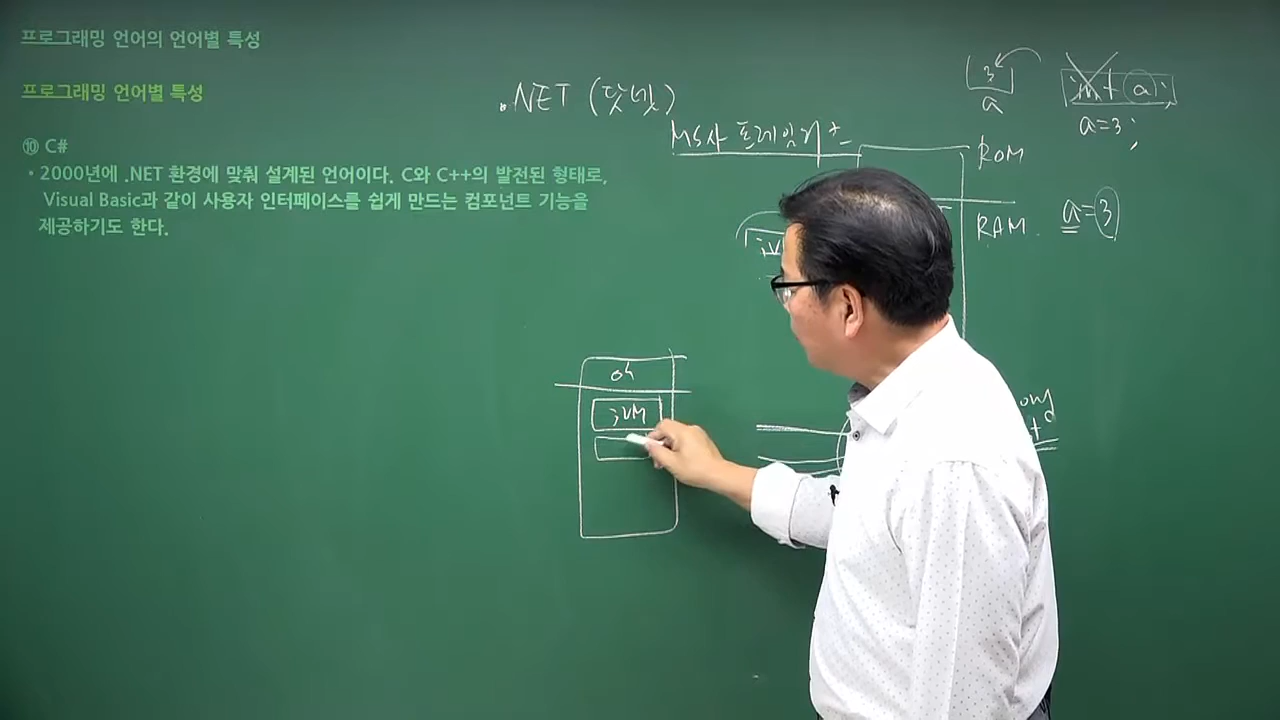 프로그래밍 언어의 언어별 특성
프로그래밍 언어별 특성
⑩ C#
• 2000년에 .NET 환경에 맞춰 설계된 언어이다. C와 C++의 발전된 형태로,
Visual Basic과 같이 사용자 인터페이스를 쉽게 만드는 컴포넌트 기능을
제공하기도 한다.
.NET (닷넷)
MS사 프레임워크
3
a
int a;
a=3;
ROM
RAM
a=3
JVM